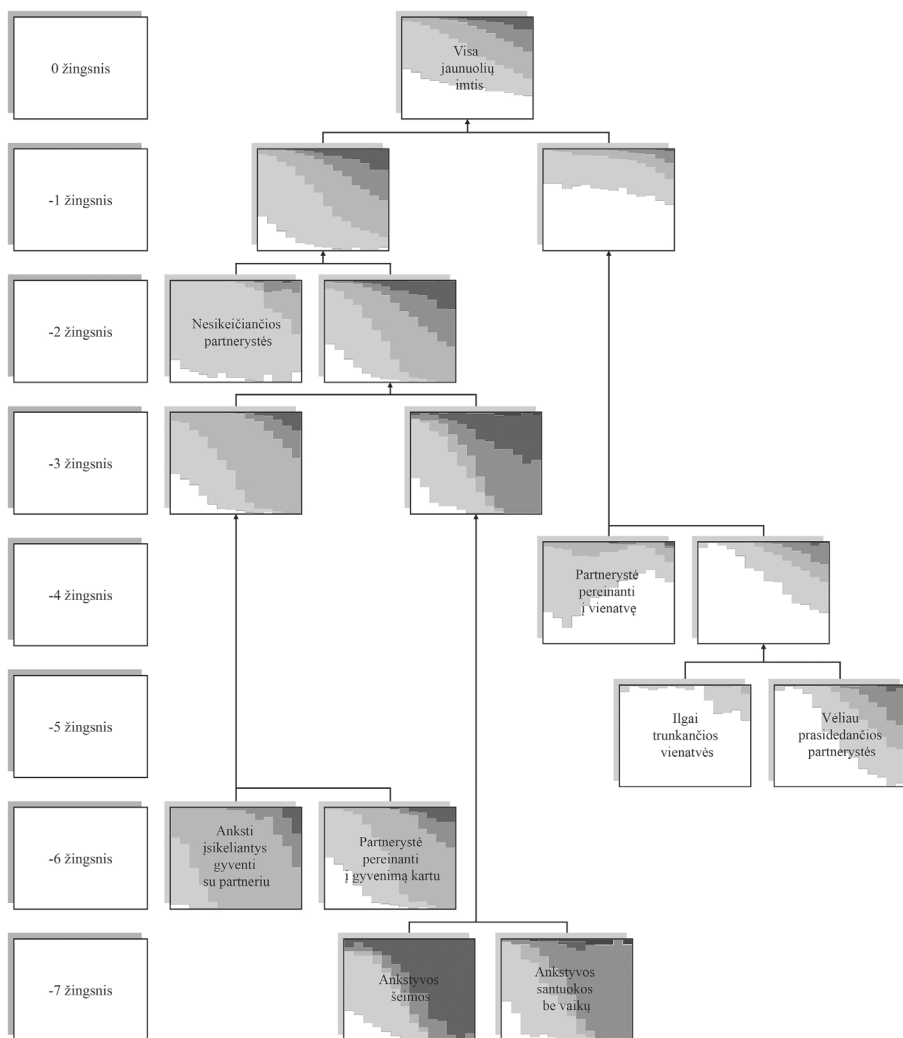 0 žingsnis
Visa
jaunuolių
imtis
-1 žingsnis
-2 žingsnis
Nesikeičiančios
partnerystės
-3 žingsnis
-4 žingsnis
Partnerystė
pereinanti
į vienatvę
-5 žingsnis
Ilgai
trunkančios
vienatvės
Vėliau
prasidedančios
partnerystės
-6 žingsnis
Anksti
įsikeliantys
gyventi
su partneriu
Partnerystė
pereinanti
į gyvenimą kartu
-7 žingsnis
Ankstyvos
šeimos
Ankstyvos
santuokos
be vaikų